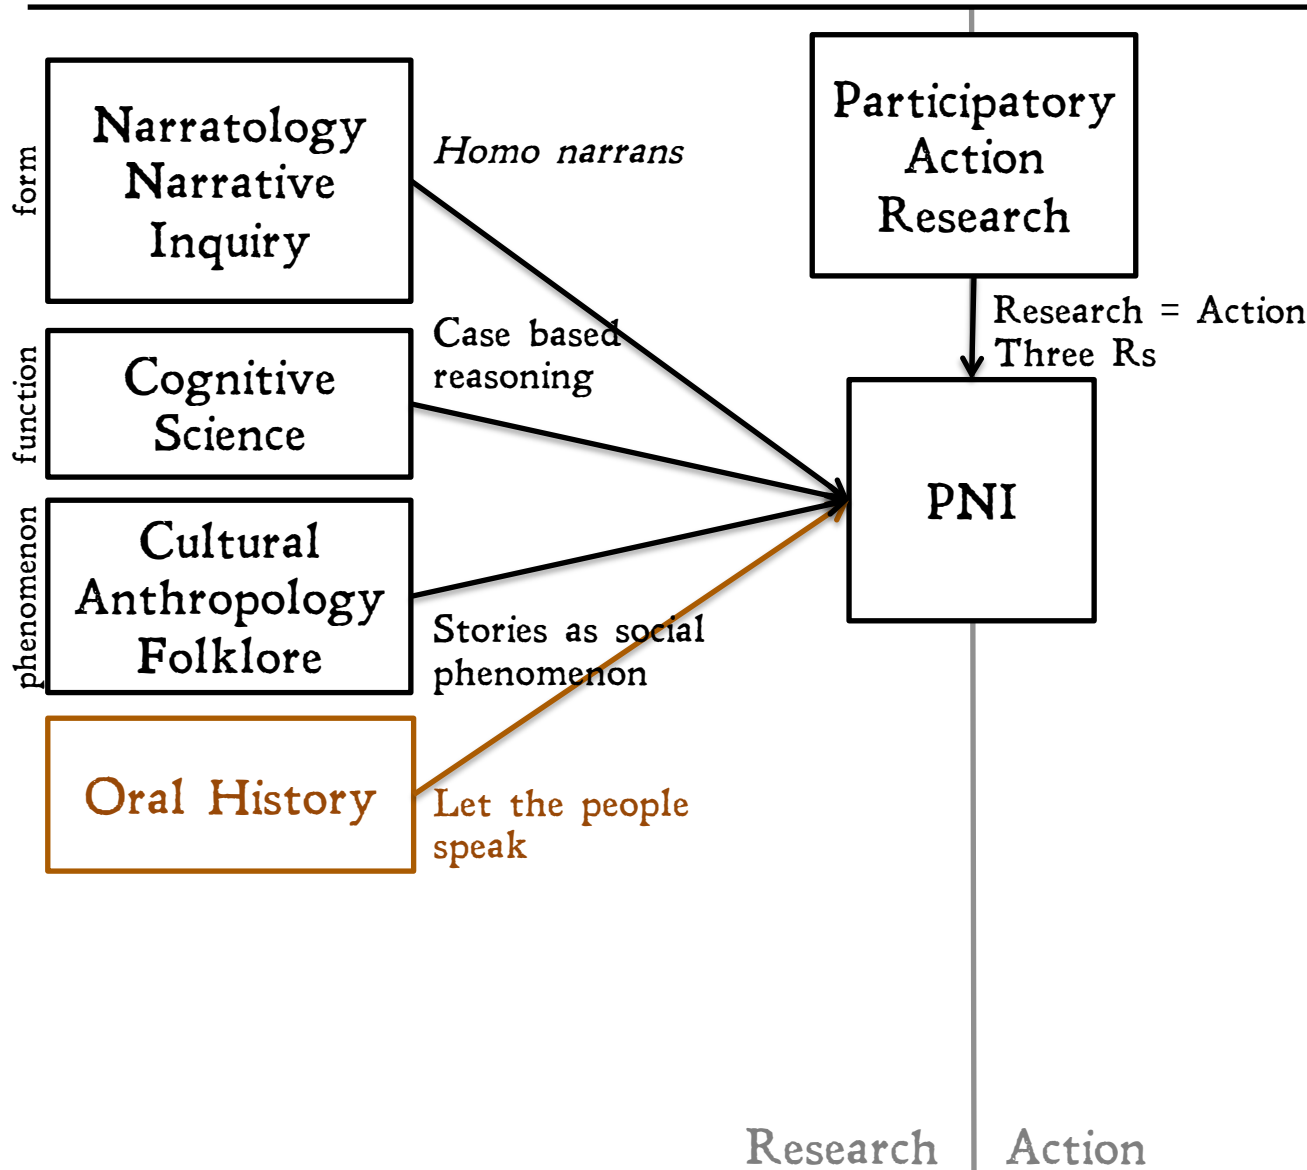 form
Narratology
Narrative
Inquiry
Homo narrans
Participatory
Action
Research
Research = Action
Three Rs
function
Cognitive
Science
Case based
reasoning
PNI
phenomenon
Cultural
Anthropology
Folklore
Stories as social
phenomenon
Oral History
Let the people
speak
Research
Action